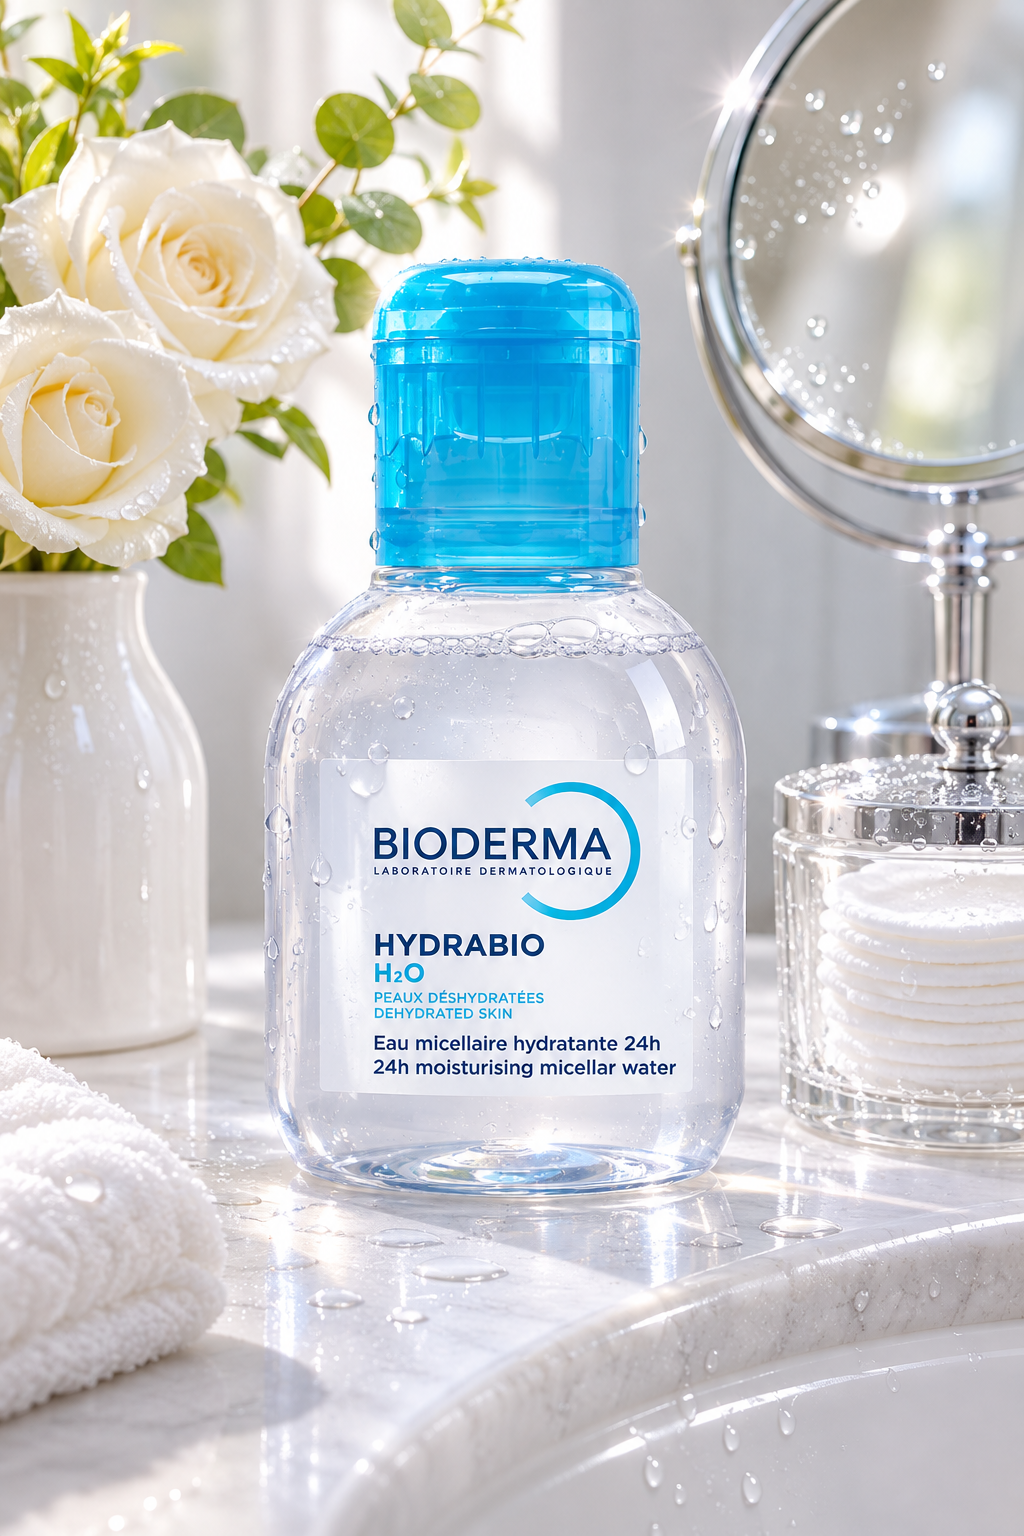 BIODERMA
LABORATOIRE DERMATOLOGIQUE
HYDRABIO
H₂O
PEAUX DÉSHYDRATÉES
DEHYDRATED SKIN
Eau micellaire hydratante 24h
24h moisturising micellar water